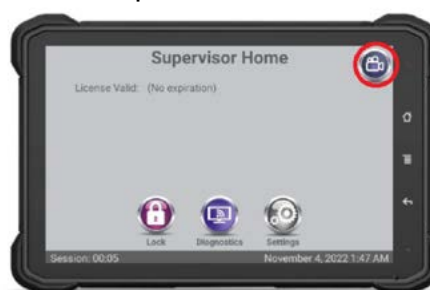 Supervisor Home
License Valid: (No expiration)
Lock Diagnostics Settings
Session: 00:05 November 4, 2022 1:47 AM